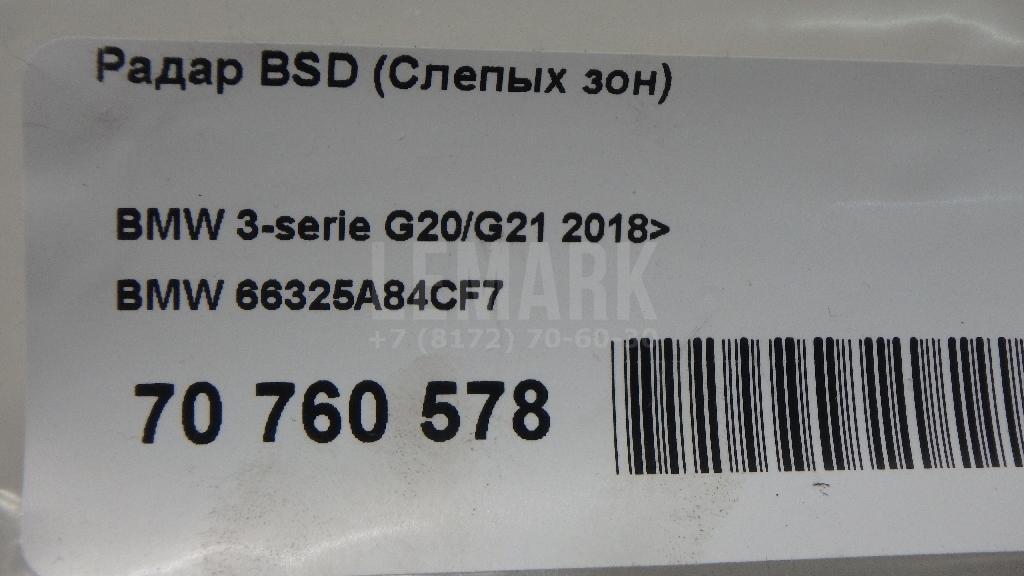 Радар BSD (Слепых зон)
BMW 3-serie G20/G21 2018>
BMW 66325A84CF7
LEMARK
+7 (8172) 70-60-30
70 760 578